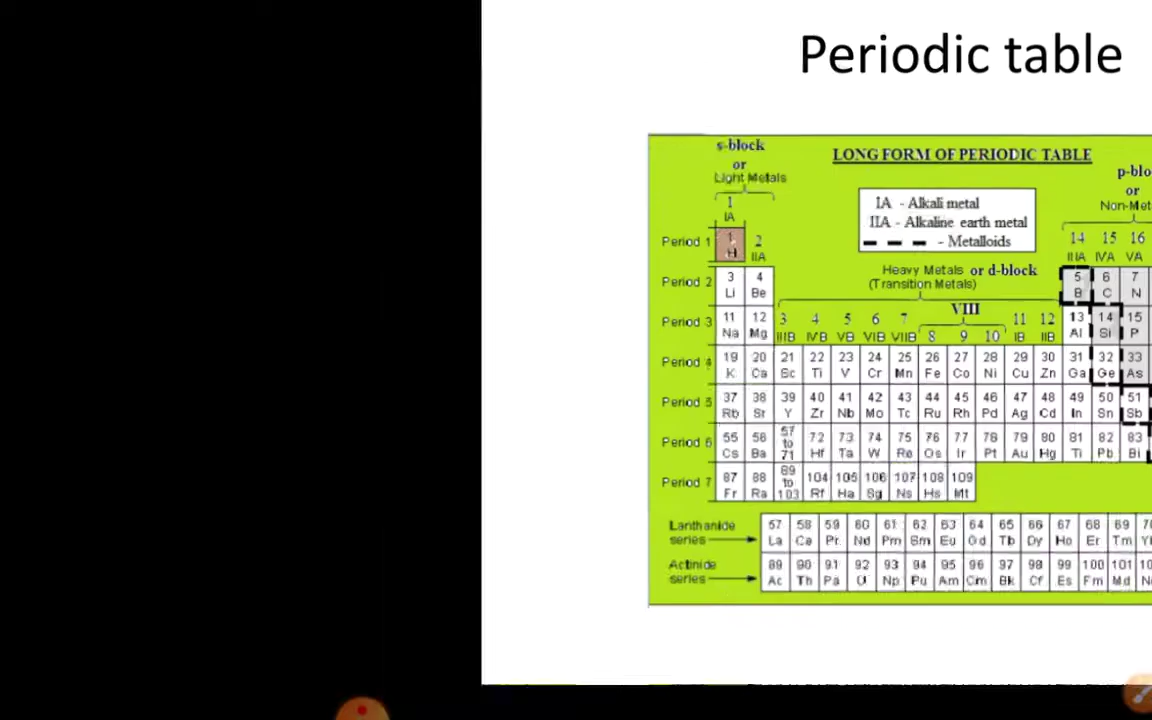 Periodic table
s-block
or
Light Metals
LONG FORM OF PERIODIC TABLE
p-blo
or
Non-Met
IA - Alkali metal
IIA - Alkaline earth metal
- Metalloids
1
IA
Period 1 1 2 14 15 16
H IIA IIIA IVA VA
Heavy Metals or d-block
(Transition Metals)
Period 2 3 4 5 6 7
Li Be B C N
VIII
Period 3 11 12 3 4 5 6 7 8 9 10 11 12 13 14 15
Na Mg IIIB IVB VB VIB VIIB IB IIB Al Si P
Period 4 19 20 21 22 23 24 25 26 27 28 29 30 31 32 33
K Ca Sc Ti V Cr Mn Fe Co Ni Cu Zn Ga Ge As
Period 5 37 38 39 40 41 42 43 44 45 46 47 48 49 50 51
Rb Sr Y Zr Nb Mo Tc Ru Rh Pd Ag Cd In Sn Sb
Period 6 55 56 57 to 71 72 73 74 75 76 77 78 79 80 81 82 83
Cs Ba Hf Ta W Re Os Ir Pt Au Hg Ti Pb Bi
Period 7 87 88 89 to 103 104 105 106 107 108 109
Fr Ra Rf Ha Sg Ns Hs Mt
Lanthanide 57 58 59 60 61 62 63 64 65 66 67 68 69
series La Ce Pr Nd Pm Sm Eu Gd Tb Dy Ho Er Tm
Actinide 89 90 91 92 93 94 95 96 97 98 99 100 101
series Ac Th Pa U Np Pu Am Cm Bk Cf Es Fm Md